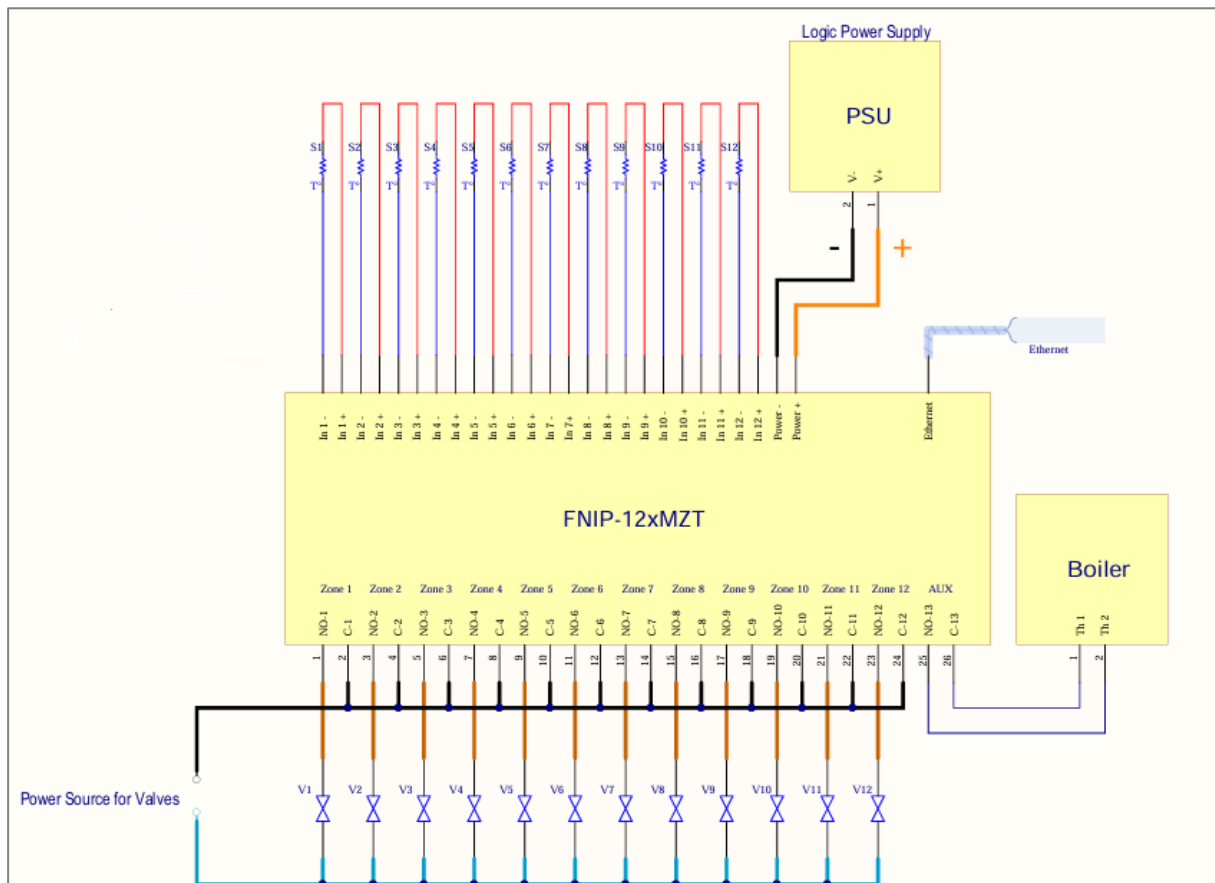 Logic Power Supply
PSU
V-
V+
2
1
-
+
S1 S2 S3 S4 S5 S6 S7 S8 S9 S10 S11 S12
T° T° T° T° T° T° T° T° T° T° T° T°
Ethernet
In 1 - In 1 + In 2 - In 2 + In 3 - In 3 + In 4 - In 4 + In 5 - In 5 + In 6 - In 6 + In 7 - In 7+ In 8 - In 8 + In 9 - In 9 + In 10 - In 10 + In 11 - In 11 + In 12 - In 12 + Power - Power + Ethernet
FNIP-12xMZT
Boiler
Zone 1 Zone 2 Zone 3 Zone 4 Zone 5 Zone 6 Zone 7 Zone 8 Zone 9 Zone 10 Zone 11 Zone 12 AUX
NO-1 C-1 NO-2 C-2 NO-3 C-3 NO-4 C-4 NO-5 C-5 NO-6 C-6 NO-7 C-7 NO-8 C-8 NO-9 C-9 NO-10 C-10 NO-11 C-11 NO-12 C-12 NO-13 C-13
Th 1 Th 2
1 2 3 4 5 6 7 8 9 10 11 12 13 14 15 16 17 18 19 20 21 22 23 24 25 26
1 2
Power Source for Valves
V1 V2 V3 V4 V5 V6 V7 V8 V9 V10 V11 V12